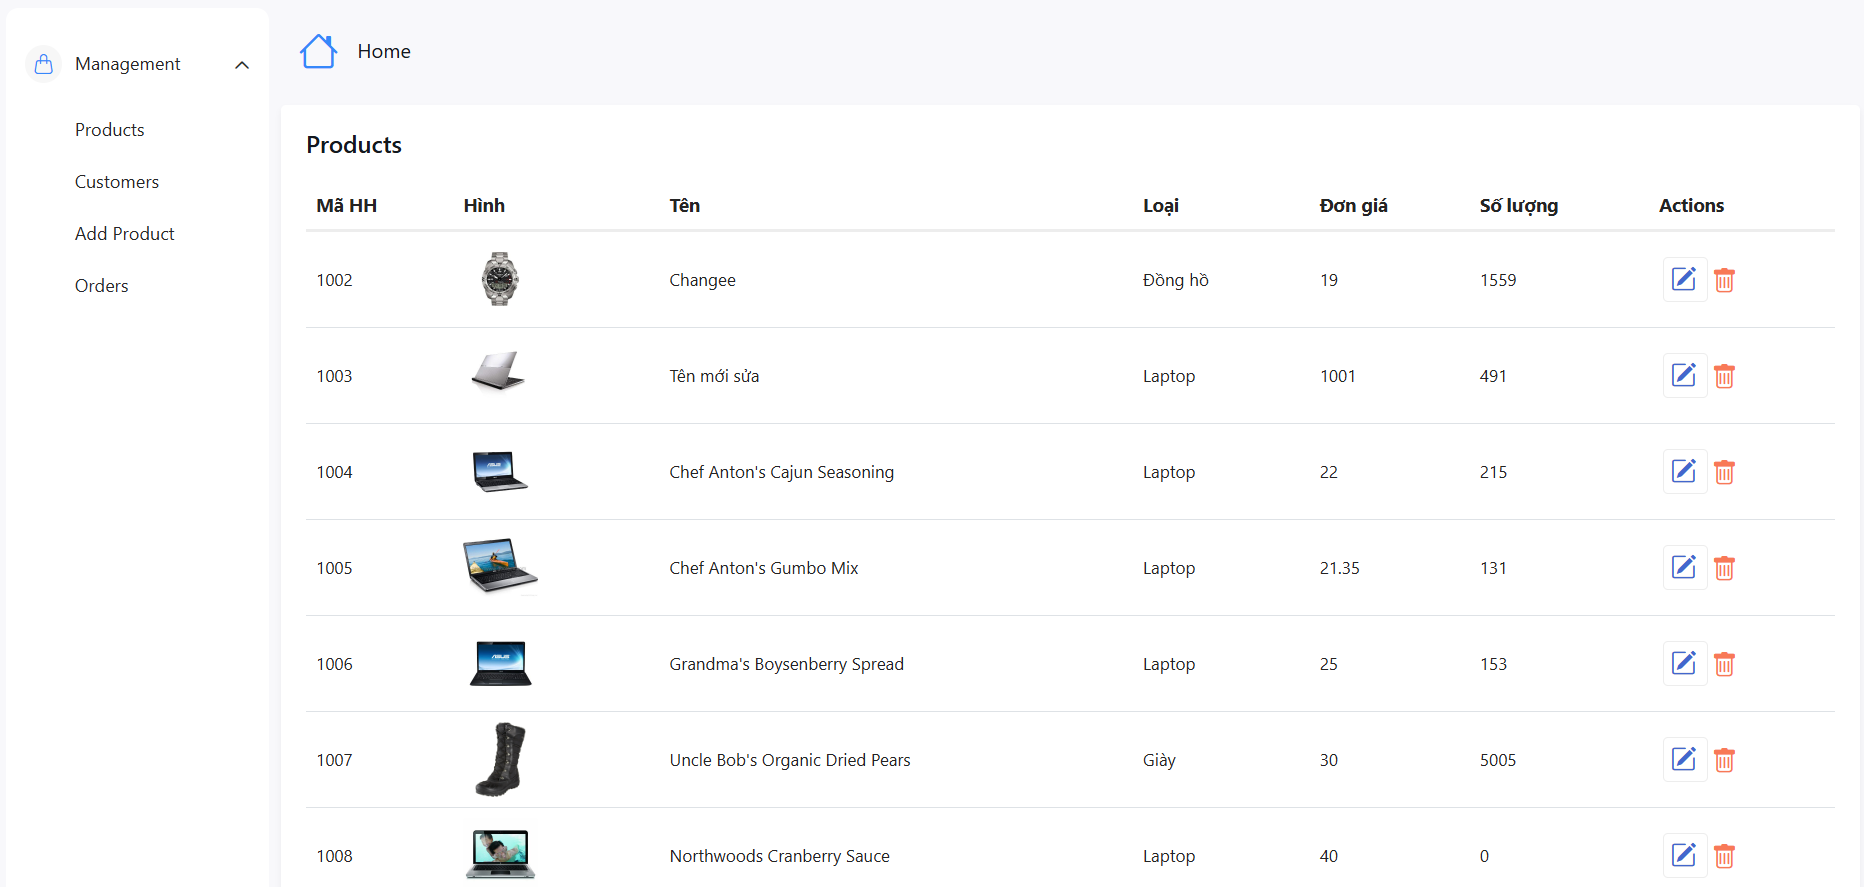 Management
Products
Customers
Add Product
Orders
Home
Products
Mã HH Hình Tên Loại Đơn giá Số lượng Actions
1002 Changee Đồng hồ 19 1559
1003 Tên mới sửa Laptop 1001 491
ASUS
1004 Chef Anton's Cajun Seasoning Laptop 22 215
1005 Chef Anton's Gumbo Mix Laptop 21.35 131
ASUS
1006 Grandma's Boysenberry Spread Laptop 25 153
1007 Uncle Bob's Organic Dried Pears Giày 30 5005
1008 Northwoods Cranberry Sauce Laptop 40 0